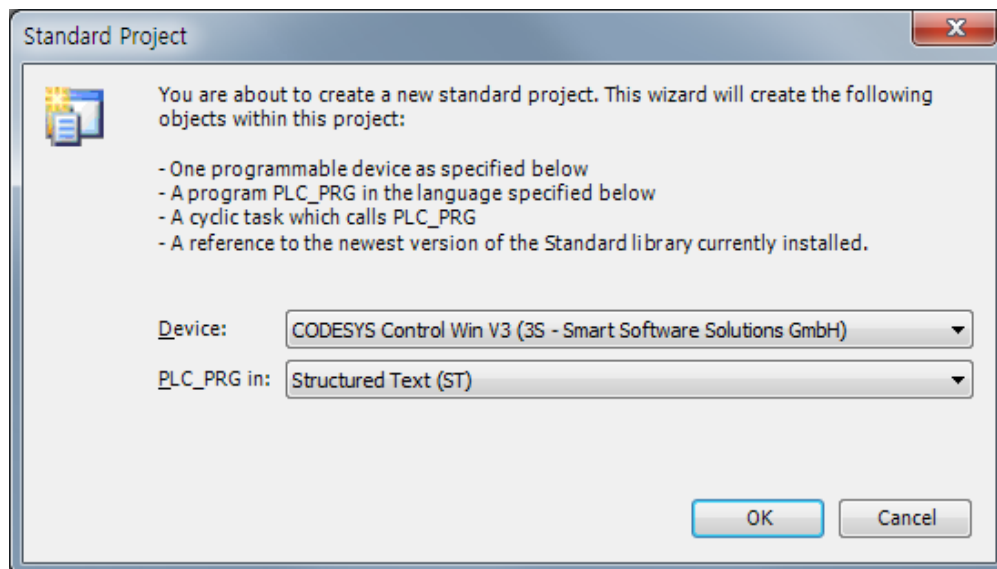 Standard Project
You are about to create a new standard project. This wizard will create the following
objects within this project:
- One programmable device as specified below
- A program PLC_PRG in the language specified below
- A cyclic task which calls PLC_PRG
- A reference to the newest version of the Standard library currently installed.
Device: CODESYS Control Win V3 (3S - Smart Software Solutions GmbH)
PLC_PRG in: Structured Text (ST)
OK Cancel